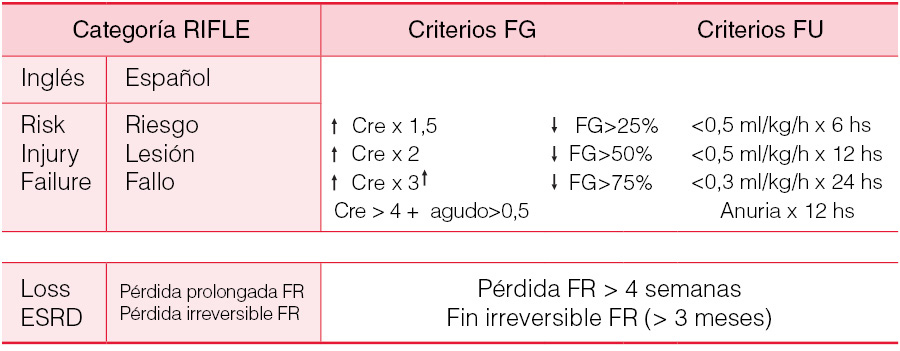 Categoría RIFLE Criterios FG Criterios FU
Inglés Español
Risk Riesgo ↑ Cre x 1,5 ↓ FG>25% <0,5 ml/kg/h x 6 hs
Injury Lesión ↑ Cre x 2 ↓ FG>50% <0,5 ml/kg/h x 12 hs
Failure Fallo ↑ Cre x 3↑ ↓ FG>75% <0,3 ml/kg/h x 24 hs
Cre > 4 + agudo>0,5 Anuria x 12 hs
Loss Pérdida prolongada FR Pérdida FR > 4 semanas
ESRD Pérdida irreversible FR Fin irreversible FR (> 3 meses)